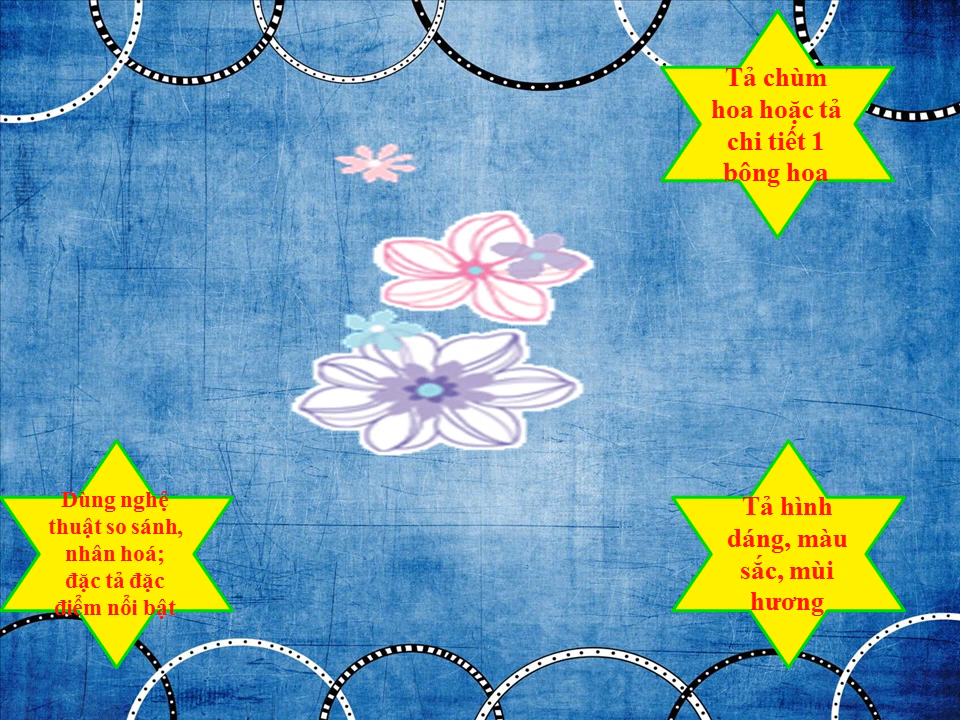 Tả chùm
hoa hoặc tả
chi tiết 1
bông hoa
Dùng nghệ
thuật so sánh,
nhân hoá;
đặc tả đặc
điểm nổi bật
Tả hình
dáng, màu
sắc, mùi
hương